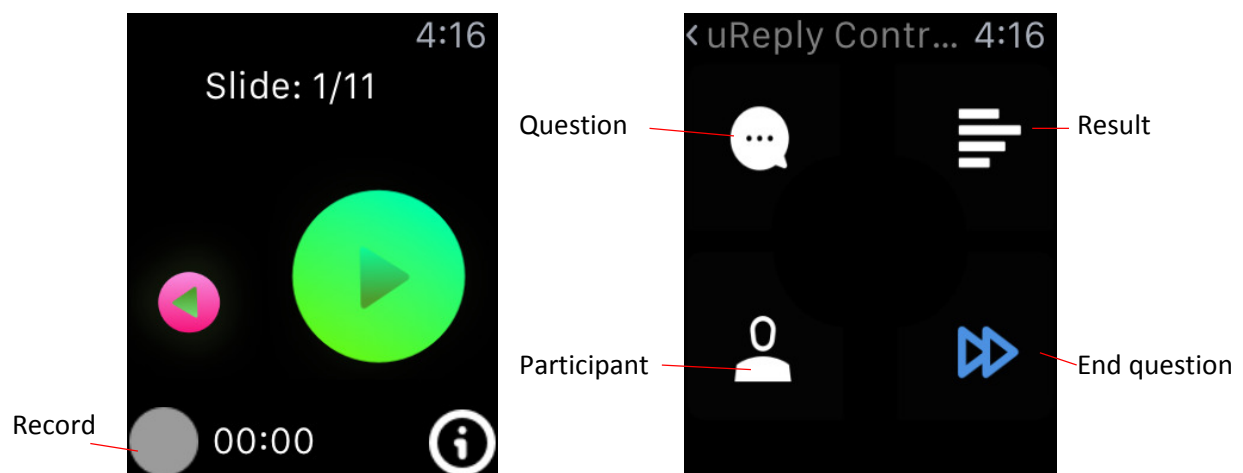 4:16
Slide: 1/11
Record
00:00
<uReply Contr... 4:16
Question
Result
Participant
End question